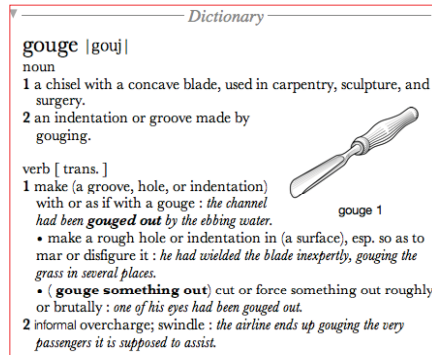 Dictionary
gouge |gouj|
noun
1 a chisel with a concave blade, used in carpentry, sculpture, and
surgery.
2 an indentation or groove made by
gouging.
verb [ trans. ]
1 make (a groove, hole, or indentation)
with or as if with a gouge : the channel
had been gouged out by the ebbing water.
gouge 1
• make a rough hole or indentation in (a surface), esp. so as to
mar or disfigure it : he had wielded the blade inexpertly, gouging the
grass in several places.
• ( gouge something out) cut or force something out roughly
or brutally : one of his eyes had been gouged out.
2 informal overcharge; swindle : the airline ends up gouging the very
passengers it is supposed to assist.